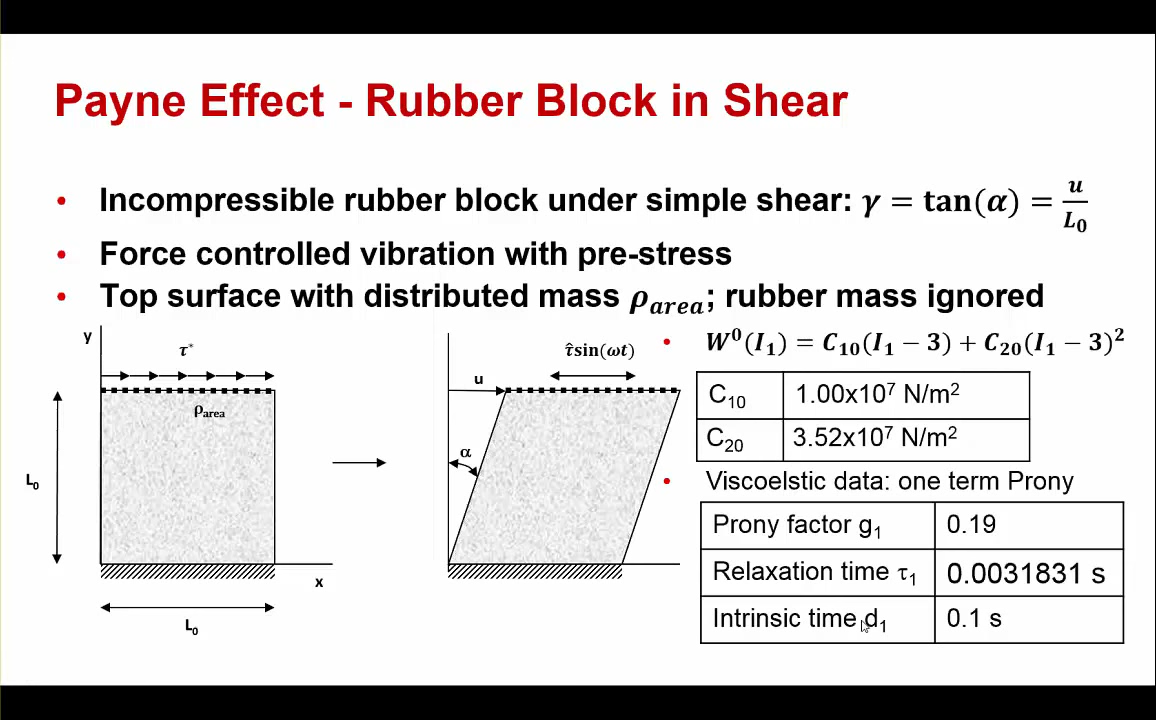 Payne Effect - Rubber Block in Shear
• Incompressible rubber block under simple shear: γ = tan(α) = u/L₀
• Force controlled vibration with pre-stress
• Top surface with distributed mass ρ_area; rubber mass ignored
y
τ*
ρ_area
L₀
x
L₀
u
τ̂sin(ωt)
α
• W⁰(I₁) = C₁₀(I₁ − 3) + C₂₀(I₁ − 3)²
C₁₀ 1.00x10⁷ N/m²
C₂₀ 3.52x10⁷ N/m²
• Viscoelstic data: one term Prony
Prony factor g₁ 0.19
Relaxation time τ₁ 0.0031831 s
Intrinsic time d₁ 0.1 s